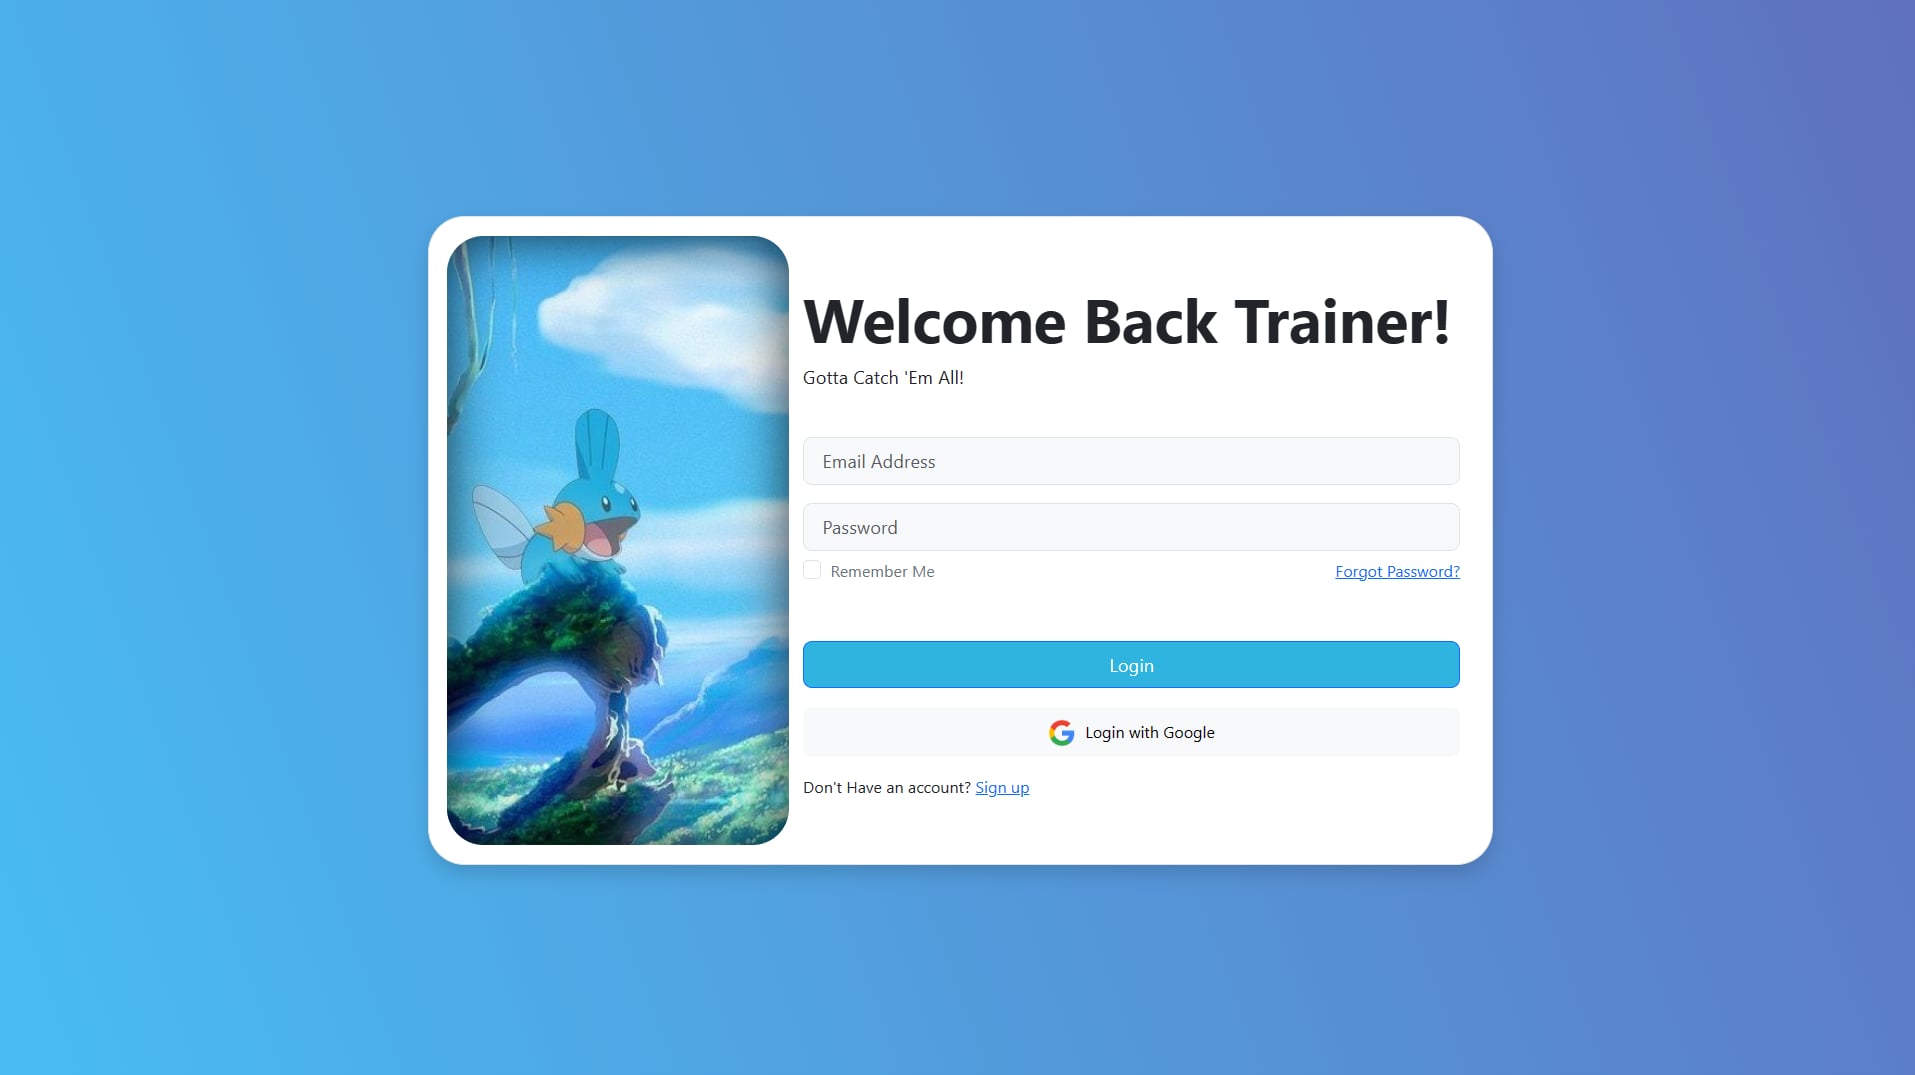 Welcome Back Trainer!
Gotta Catch 'Em All!
Email Address
Password
Remember Me
Forgot Password?
Login
Login with Google
Don't Have an account? Sign up